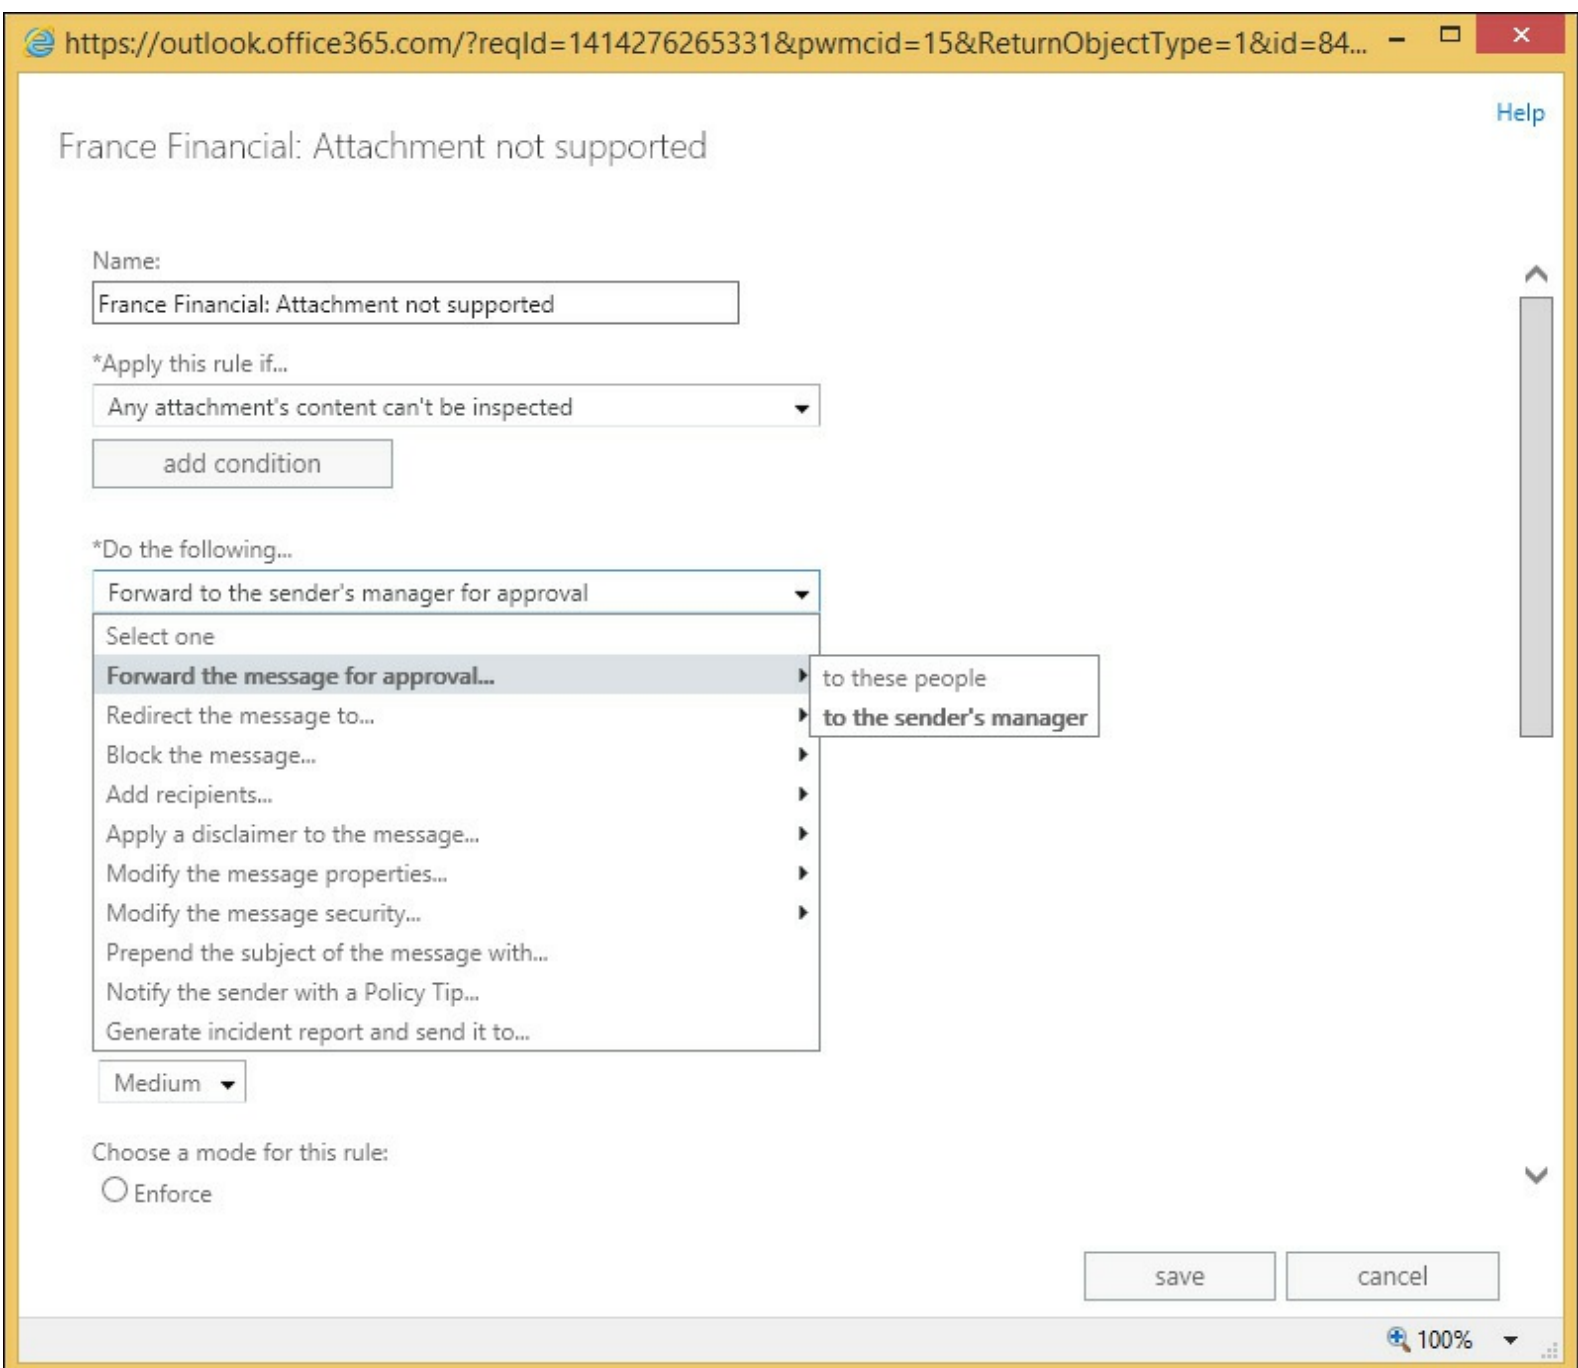 https://outlook.office365.com/?reqId=1414276265331&pwmcid=15&ReturnObjectType=1&id=84...
Help
France Financial: Attachment not supported
Name:
France Financial: Attachment not supported
*Apply this rule if...
Any attachment's content can't be inspected
add condition
*Do the following...
Forward to the sender's manager for approval
Select one
Forward the message for approval...
to these people
Redirect the message to...
to the sender's manager
Block the message...
Add recipients...
Apply a disclaimer to the message...
Modify the message properties...
Modify the message security...
Prepend the subject of the message with...
Notify the sender with a Policy Tip...
Generate incident report and send it to...
Medium
Choose a mode for this rule:
Enforce
save
cancel
100%